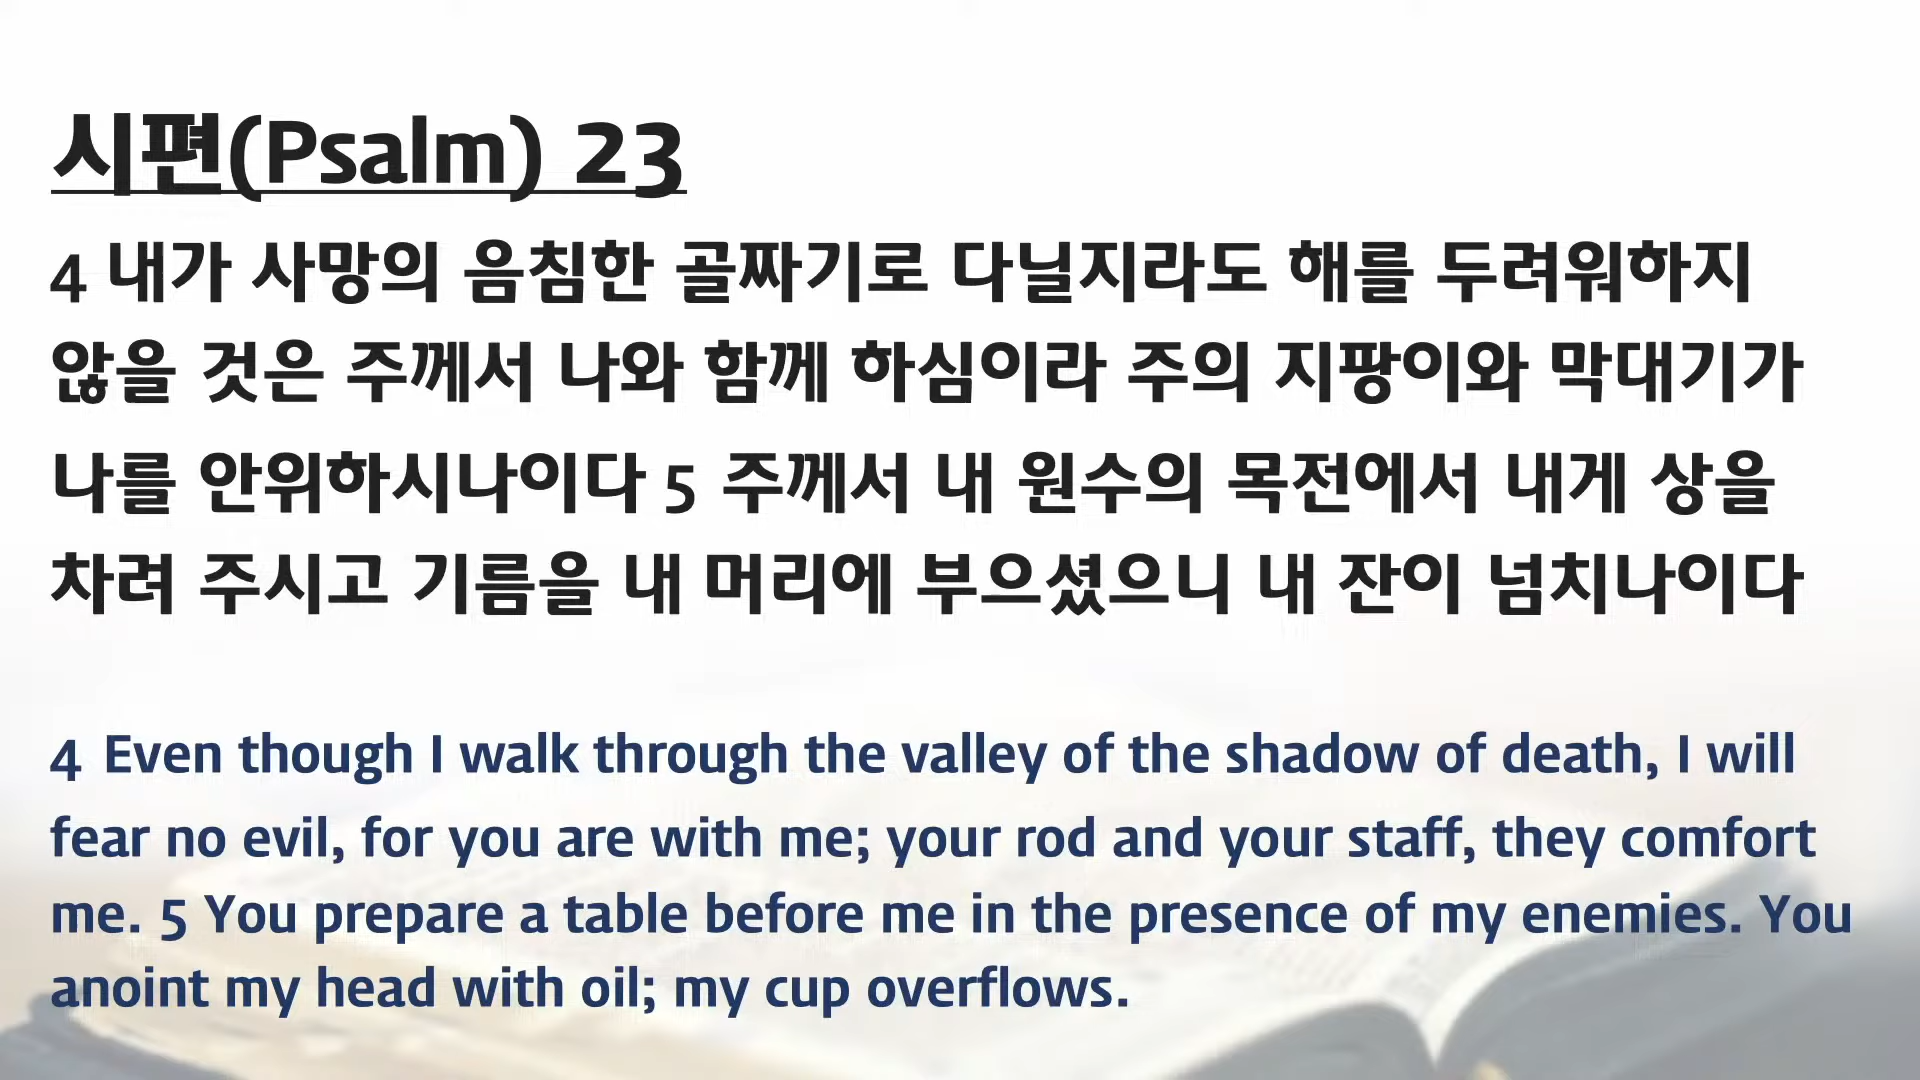 시편(Psalm) 23
4 내가 사망의 음침한 골짜기로 다닐지라도 해를 두려워하지
않을 것은 주께서 나와 함께 하심이라 주의 지팡이와 막대기가
나를 안위하시나이다 5 주께서 내 원수의 목전에서 내게 상을
차려 주시고 기름을 내 머리에 부으셨으니 내 잔이 넘치나이다
4 Even though I walk through the valley of the shadow of death, I will
fear no evil, for you are with me; your rod and your staff, they comfort
me. 5 You prepare a table before me in the presence of my enemies. You
anoint my head with oil; my cup overflows.